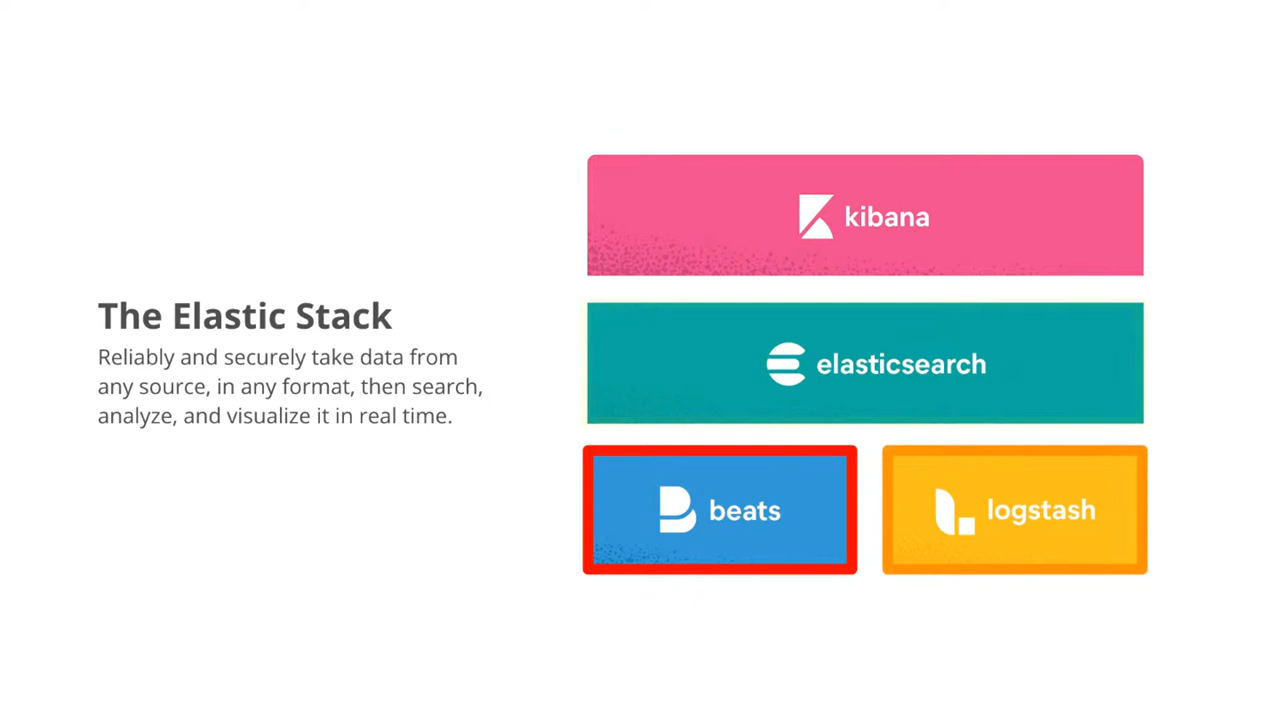 The Elastic Stack
Reliably and securely take data from
any source, in any format, then search,
analyze, and visualize it in real time.
kibana
elasticsearch
beats
logstash